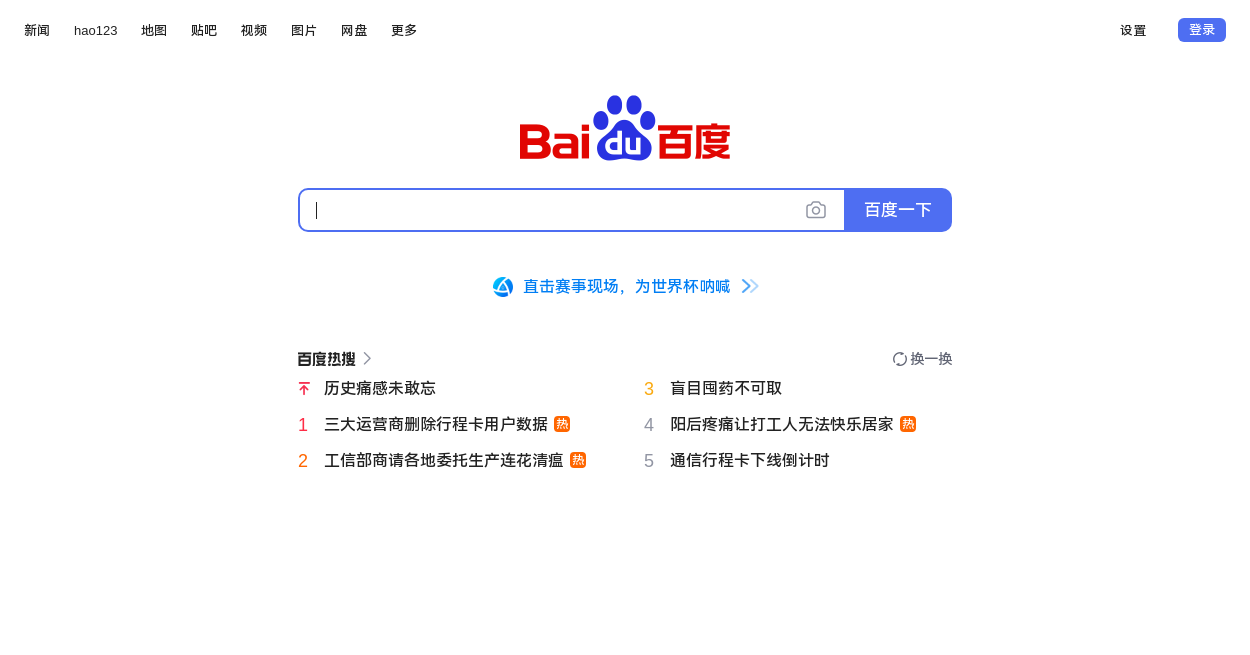 新闻 hao123 地图 贴吧 视频 图片 网盘 更多 设置 登录
Bai du 百度
百度一下
直击赛事现场，为世界杯呐喊
百度热搜 换一换
历史痛感未敢忘
3 盲目囤药不可取
1 三大运营商删除行程卡用户数据 热
4 阳后疼痛让打工人无法快乐居家 热
2 工信部商请各地委托生产连花清瘟 热
5 通信行程卡下线倒计时